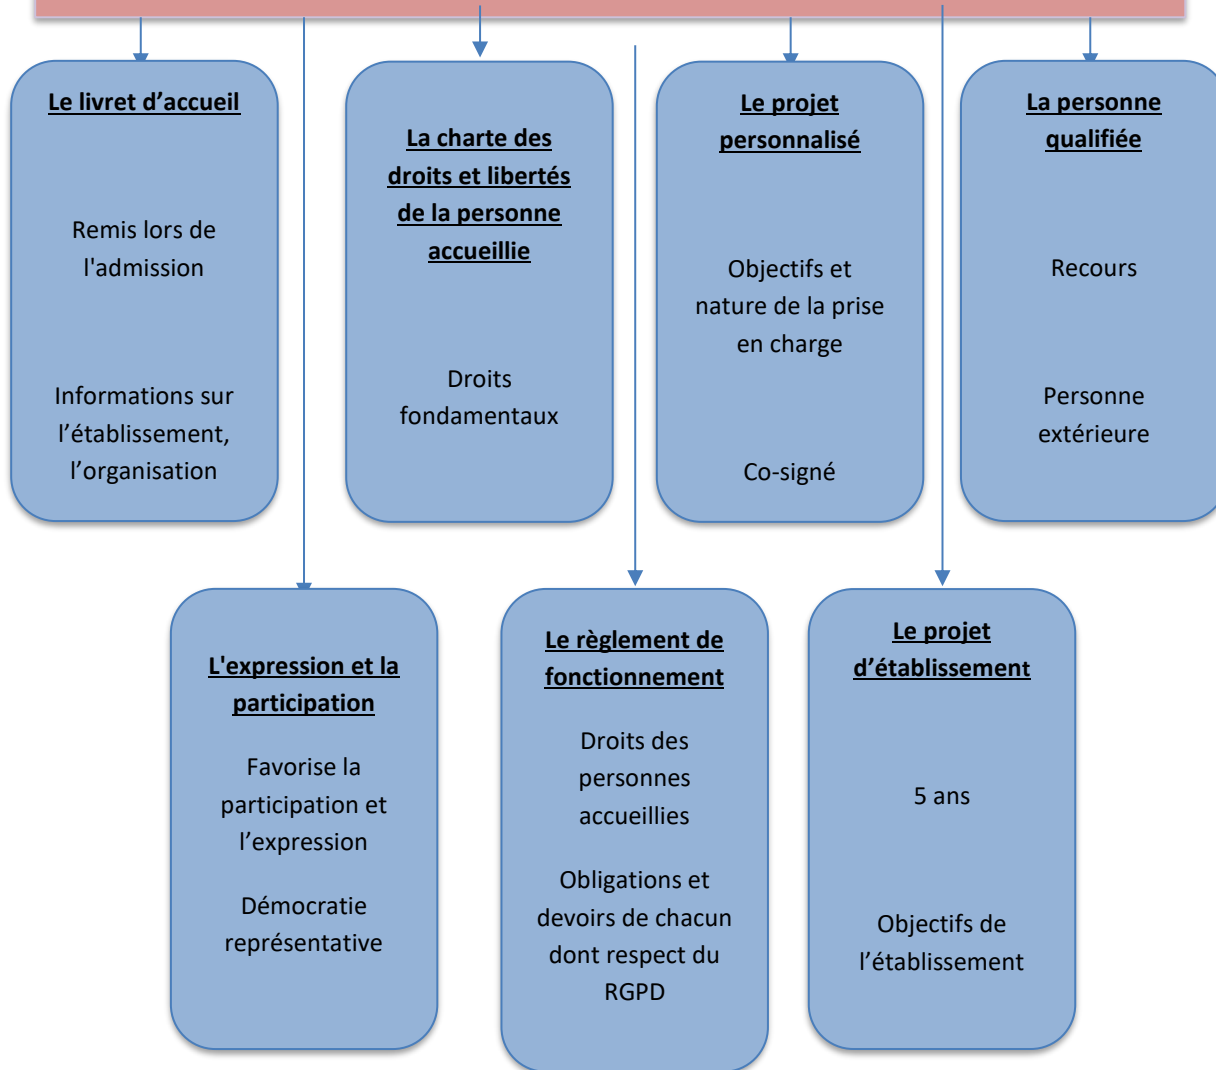 Le livret d’accueil
Remis lors de
l'admission
Informations sur
l’établissement,
l’organisation
La charte des
droits et libertés
de la personne
accueillie
Droits
fondamentaux
Le projet
personnalisé
Objectifs et
nature de la prise
en charge
Co-signé
La personne
qualifiée
Recours
Personne
extérieure
L'expression et la
participation
Favorise la
participation et
l’expression
Démocratie
représentative
Le règlement de
fonctionnement
Droits des
personnes
accueillies
Obligations et
devoirs de chacun
dont respect du
RGPD
Le projet
d’établissement
5 ans
Objectifs de
l’établissement